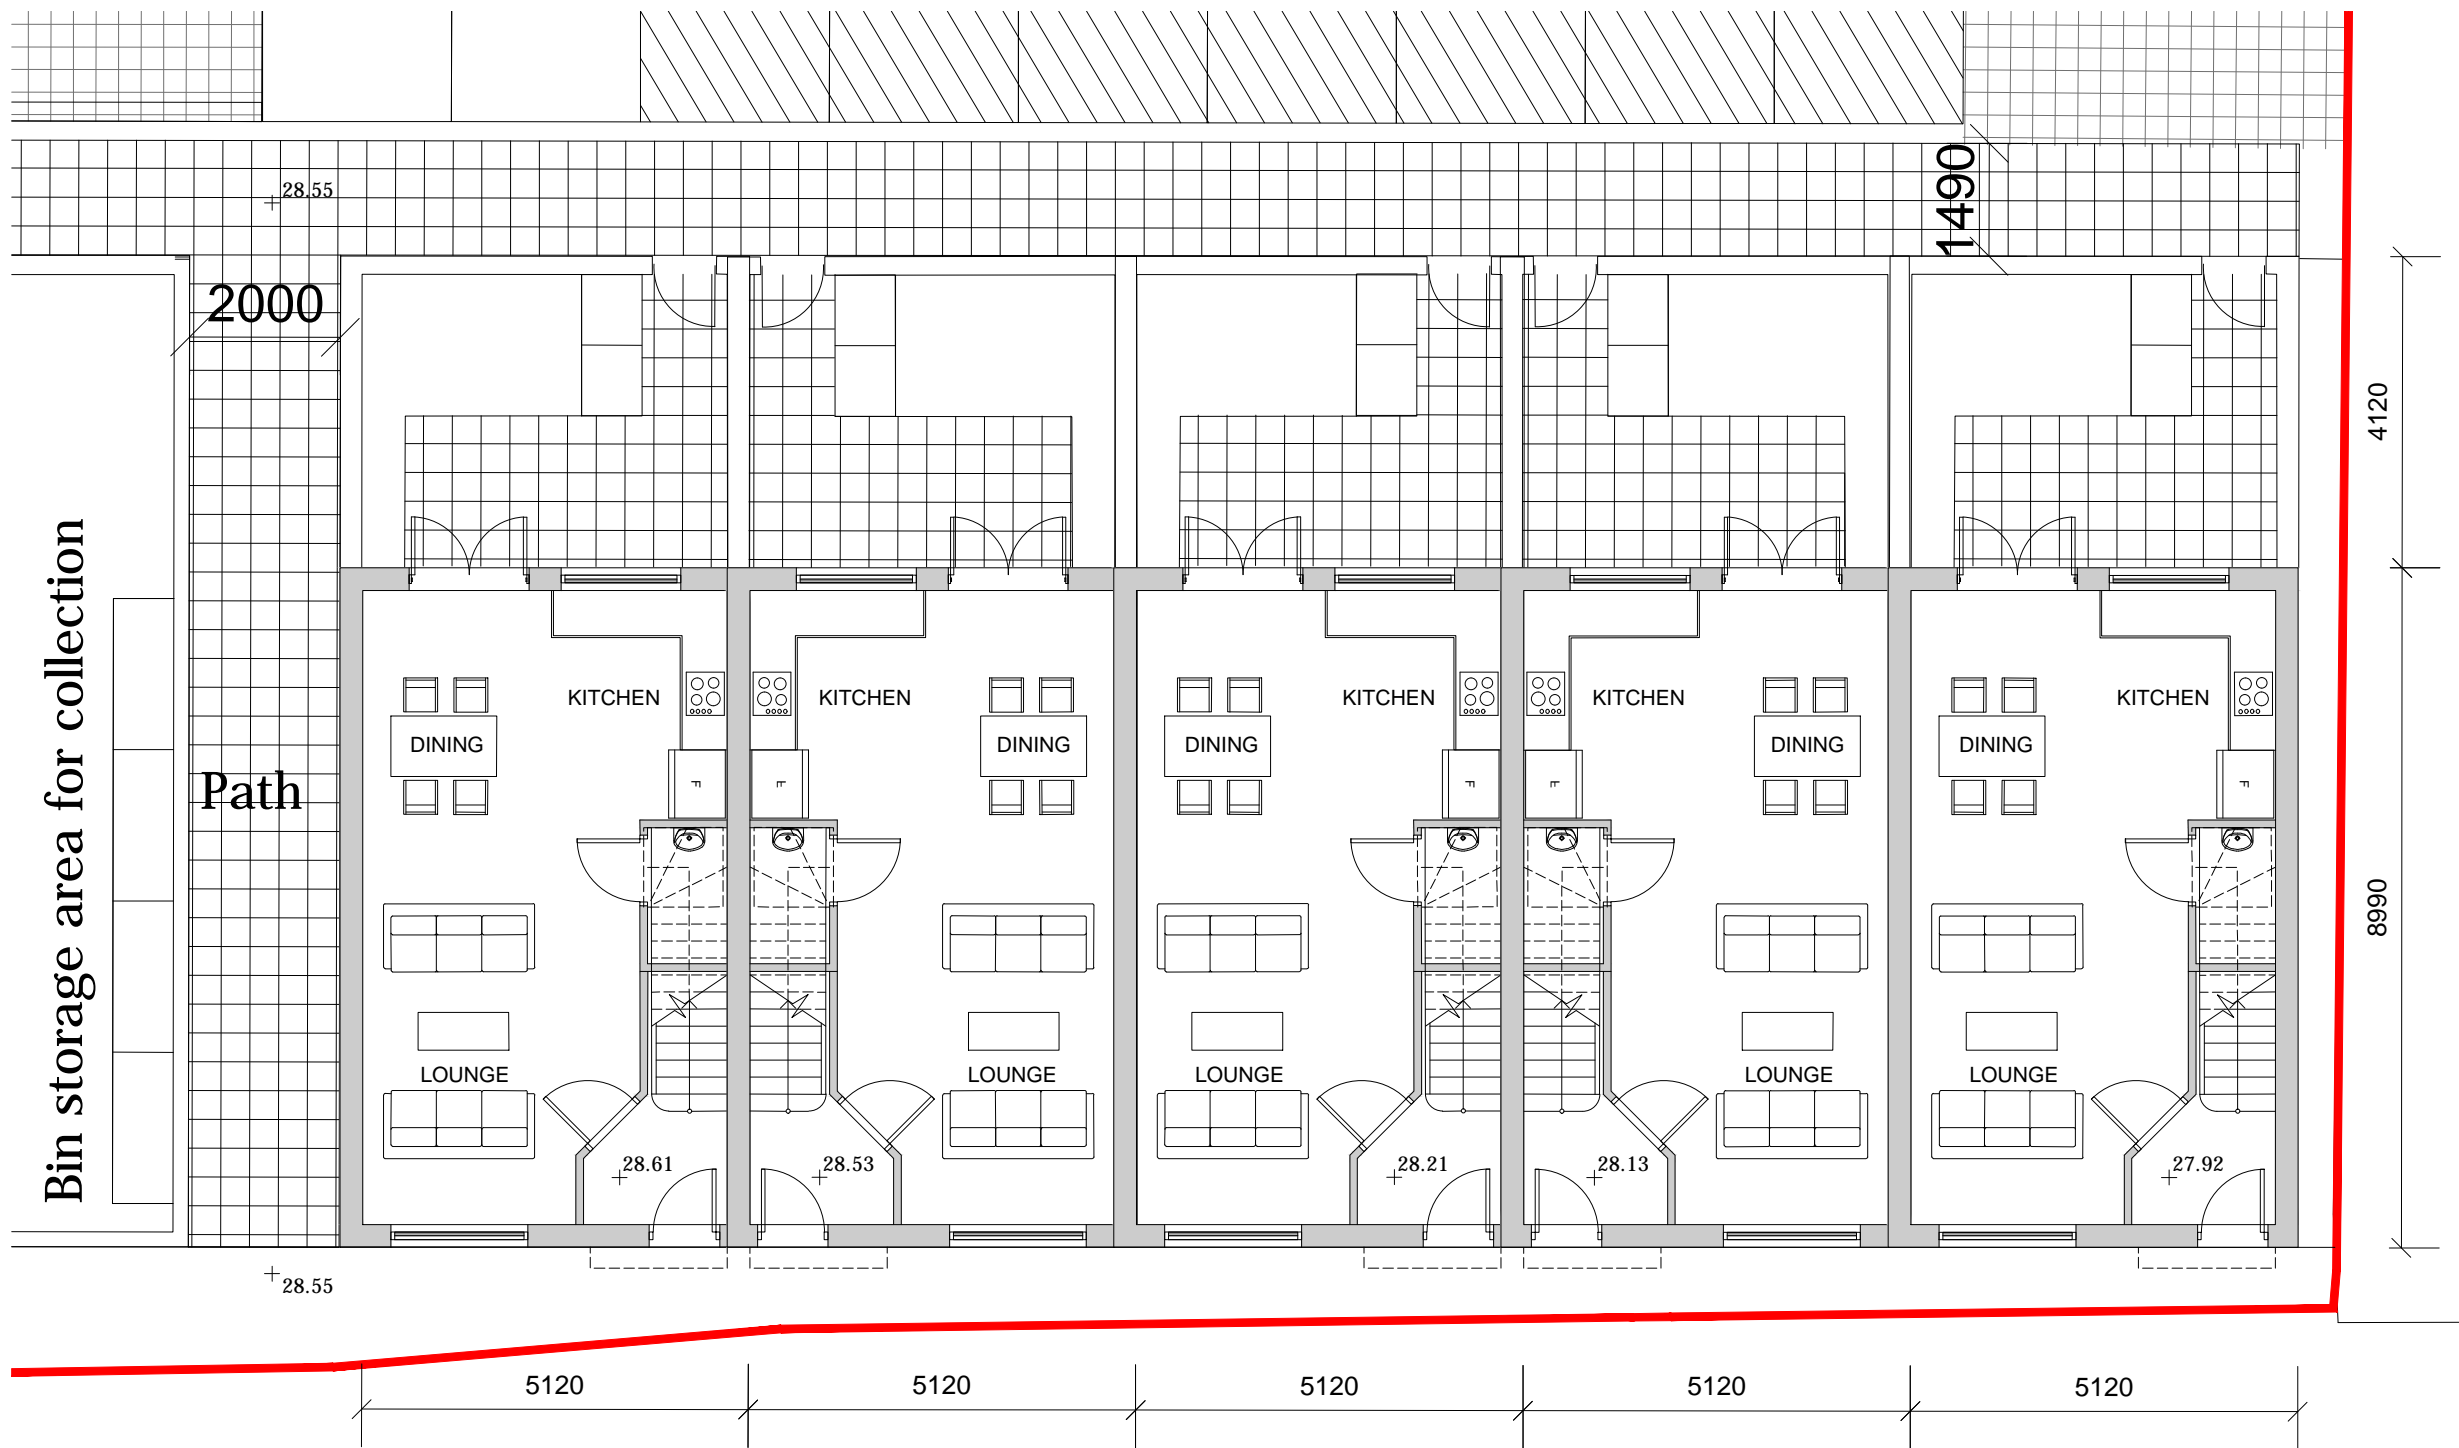 28.55
1490
2000
4120
Bin storage area for collection
Path
KITCHEN
KITCHEN
KITCHEN
KITCHEN
KITCHEN
DINING
DINING
DINING
DINING
DINING
F
F
F
F
F
8990
LOUNGE
LOUNGE
LOUNGE
LOUNGE
LOUNGE
28.61
28.53
28.21
28.13
27.92
28.55
5120
5120
5120
5120
5120